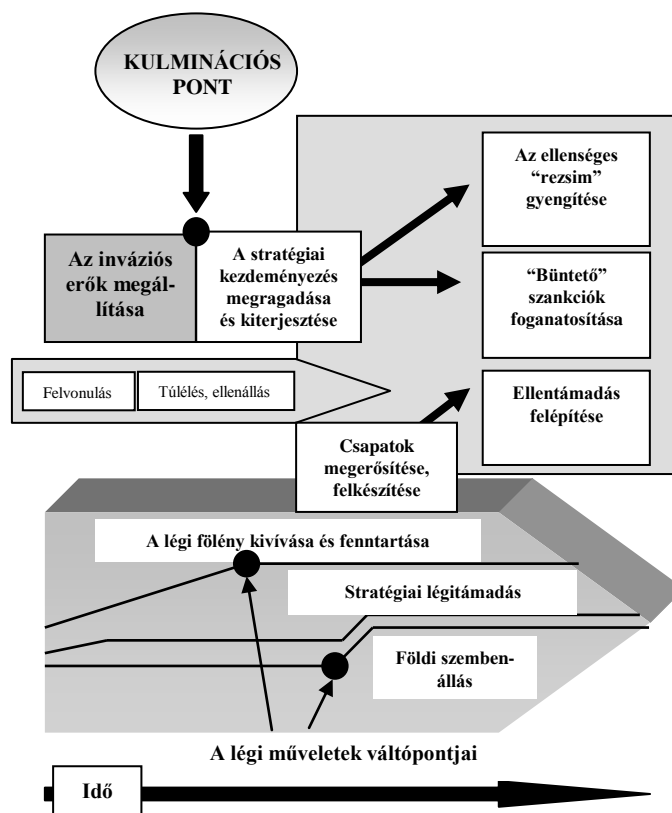 KULMINÁCIÓS
PONT
Az ellenséges
“rezsim”
gyengítése
Az inváziós
erők megál-
lítása
A stratégiai
kezdeményezés
megragadása
és kiterjesztése
“Büntető”
szankciók
foganatosítása
Felvonulás
Túlélés, ellenállás
Ellentámadás
felépítése
Csapatok
megerősítése,
felkészítése
A légi fölény kivívása és fenntartása
Stratégiai légitámadás
Földi szemben-
állás
A légi műveletek váltópontjai
Idő